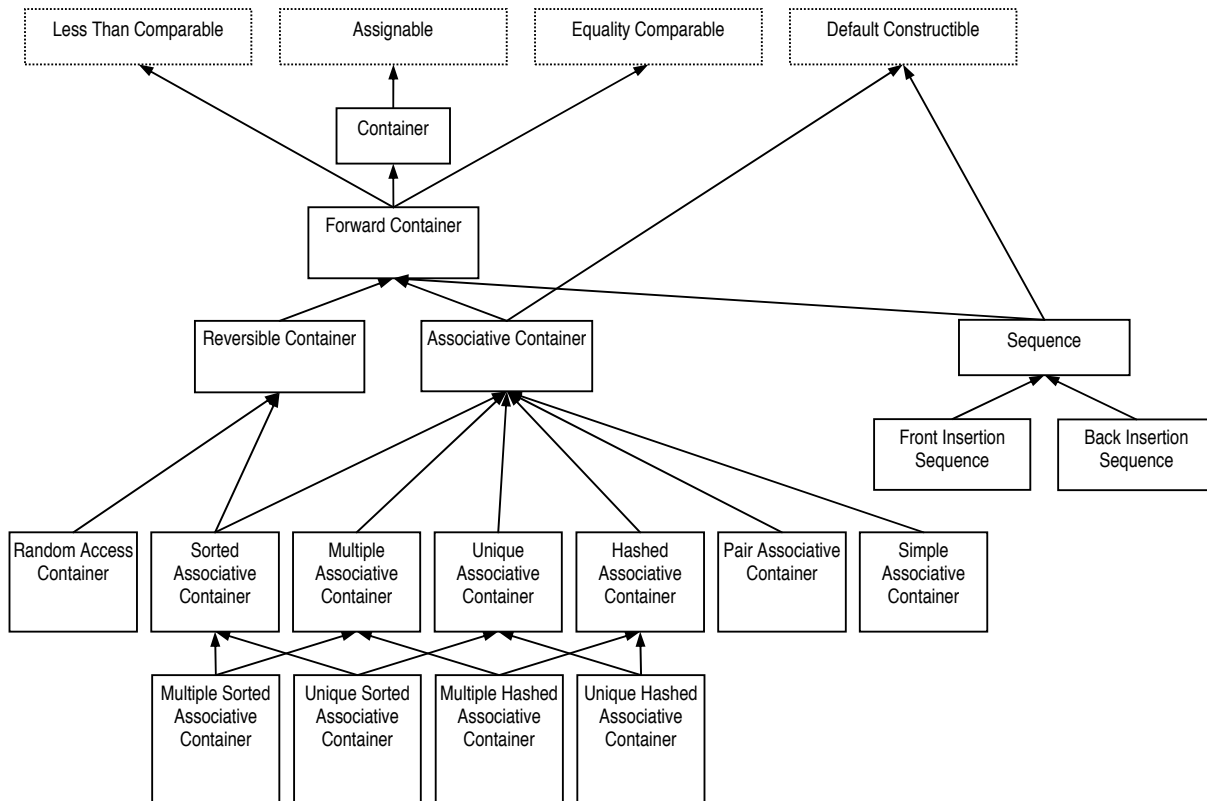 Less Than Comparable
Assignable
Equality Comparable
Default Constructible
Container
Forward Container
Reversible Container
Associative Container
Sequence
Front Insertion
Sequence
Back Insertion
Sequence
Random Access
Container
Sorted
Associative
Container
Multiple
Associative
Container
Unique
Associative
Container
Hashed
Associative
Container
Pair Associative
Container
Simple
Associative
Container
Multiple Sorted
Associative
Container
Unique Sorted
Associative
Container
Multiple Hashed
Associative
Container
Unique Hashed
Associative
Container